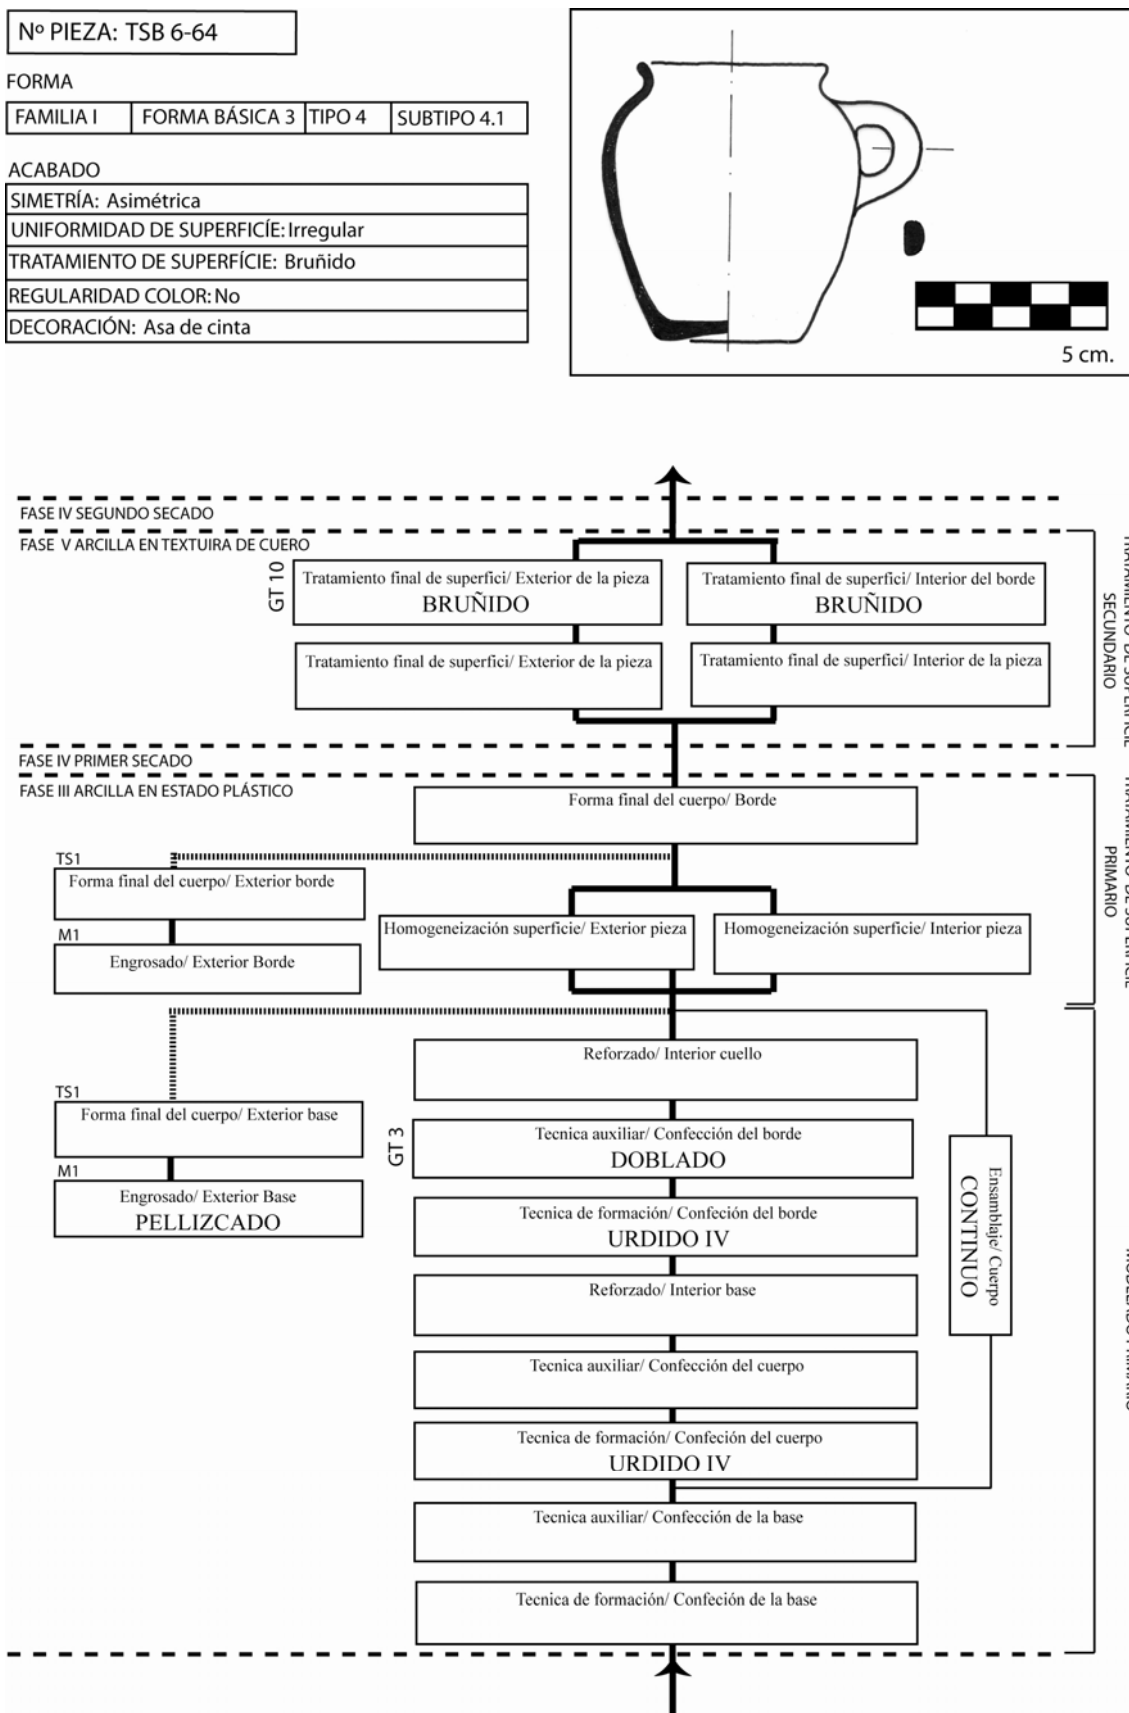 Nº PIEZA: TSB 6-64
FORMA
FAMILIA I FORMA BÁSICA 3 TIPO 4 SUBTIPO 4.1
ACABADO
SIMETRÍA: Asimétrica
UNIFORMIDAD DE SUPERFICÍE: Irregular
TRATAMIENTO DE SUPERFÍCIE: Bruñido
REGULARIDAD COLOR: No
DECORACIÓN: Asa de cinta
5 cm.
FASE IV SEGUNDO SECADO
FASE V ARCILLA EN TEXTUIRA DE CUERO
GT 10
Tratamiento final de superfici/ Exterior de la pieza
BRUÑIDO
Tratamiento final de superfici/ Interior del borde
BRUÑIDO
Tratamiento final de superfici/ Exterior de la pieza
Tratamiento final de superfici/ Interior de la pieza
SECUNDARIO
FASE IV PRIMER SECADO
FASE III ARCILLA EN ESTADO PLÁSTICO
Forma final del cuerpo/ Borde
TS1
Forma final del cuerpo/ Exterior borde
M1
Engrosado/ Exterior Borde
Homogeneización superficie/ Exterior pieza
Homogeneización superficie/ Interior pieza
PRIMARIO
Reforzado/ Interior cuello
TS1
Forma final del cuerpo/ Exterior base
M1
Engrosado/ Exterior Base
PELLIZCADO
GT 3
Tecnica auxiliar/ Confección del borde
DOBLADO
Tecnica de formación/ Confeción del borde
URDIDO IV
Reforzado/ Interior base
Tecnica auxiliar/ Confección del cuerpo
Tecnica de formación/ Confeción del cuerpo
URDIDO IV
Ensamblaje/ Cuerpo
CONTINUO
Tecnica auxiliar/ Confección de la base
Tecnica de formación/ Confeción de la base